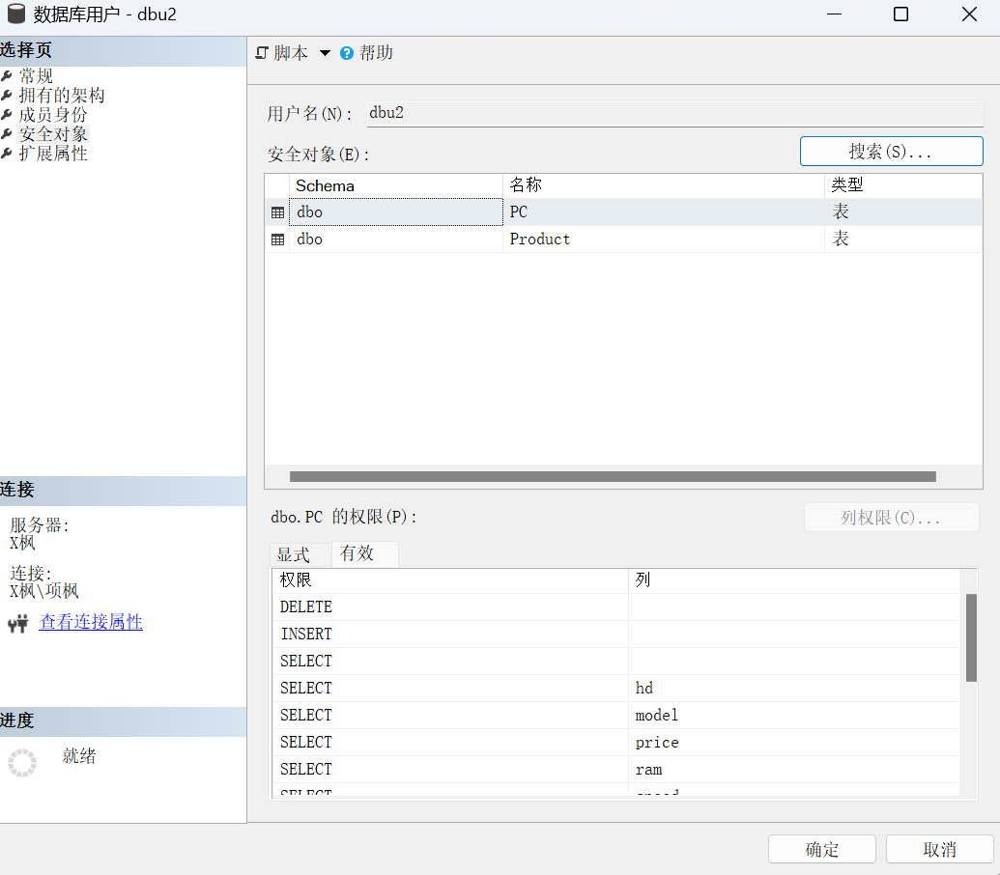 数据库用户 - dbu2
选择页
常规
拥有的架构
成员身份
安全对象
扩展属性
脚本 帮助
用户名(N): dbu2
安全对象(E): 搜索(S)...
Schema 名称 类型
dbo PC 表
dbo Product 表
连接
服务器:
X枫
连接:
X枫\项枫
查看连接属性
进度
就绪
dbo.PC 的权限(P): 列权限(C)...
显式 有效
权限 列
DELETE
INSERT
SELECT
SELECT hd
SELECT model
SELECT price
SELECT ram
SELECT speed
确定 取消